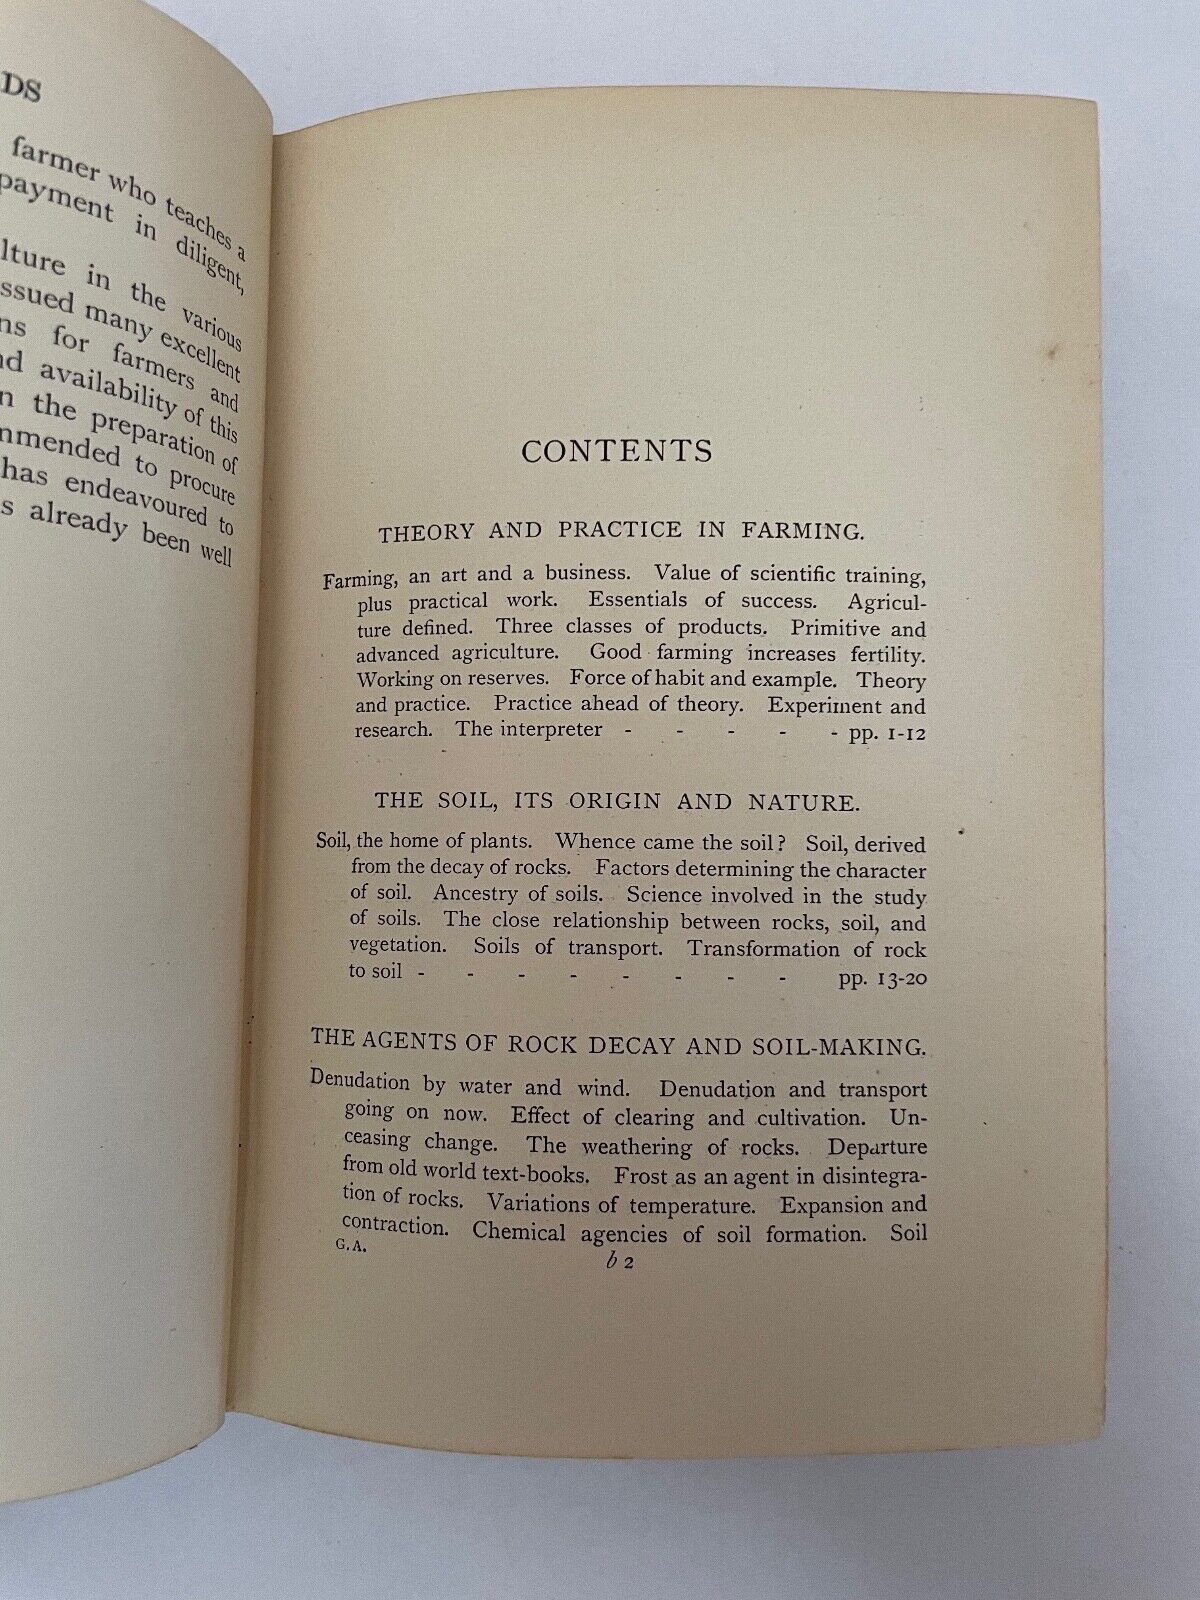 DS
farmer who teaches a
payment in diligent,
lture in the various
ssued many excellent
ns for farmers and
nd availability of this
n the preparation of
mmended to procure
has endeavoured to
s already been well
CONTENTS
THEORY AND PRACTICE IN FARMING.
Farming, an art and a business. Value of scientific training,
plus practical work. Essentials of success. Agricul-
ture defined. Three classes of products. Primitive and
advanced agriculture. Good farming increases fertility.
Working on reserves. Force of habit and example. Theory
and practice. Practice ahead of theory. Experiment and
research. The interpreter - - - - - pp. 1-12
THE SOIL, ITS ORIGIN AND NATURE.
Soil, the home of plants. Whence came the soil? Soil, derived
from the decay of rocks. Factors determining the character
of soil. Ancestry of soils. Science involved in the study
of soils. The close relationship between rocks, soil, and
vegetation. Soils of transport. Transformation of rock
to soil - - - - - - - - pp. 13-20
THE AGENTS OF ROCK DECAY AND SOIL-MAKING.
Denudation by water and wind. Denudation and transport
going on now. Effect of clearing and cultivation. Un-
ceasing change. The weathering of rocks. Departure
from old world text-books. Frost as an agent in disintegra-
tion of rocks. Variations of temperature. Expansion and
contraction. Chemical agencies of soil formation. Soil
G.A.
b 2